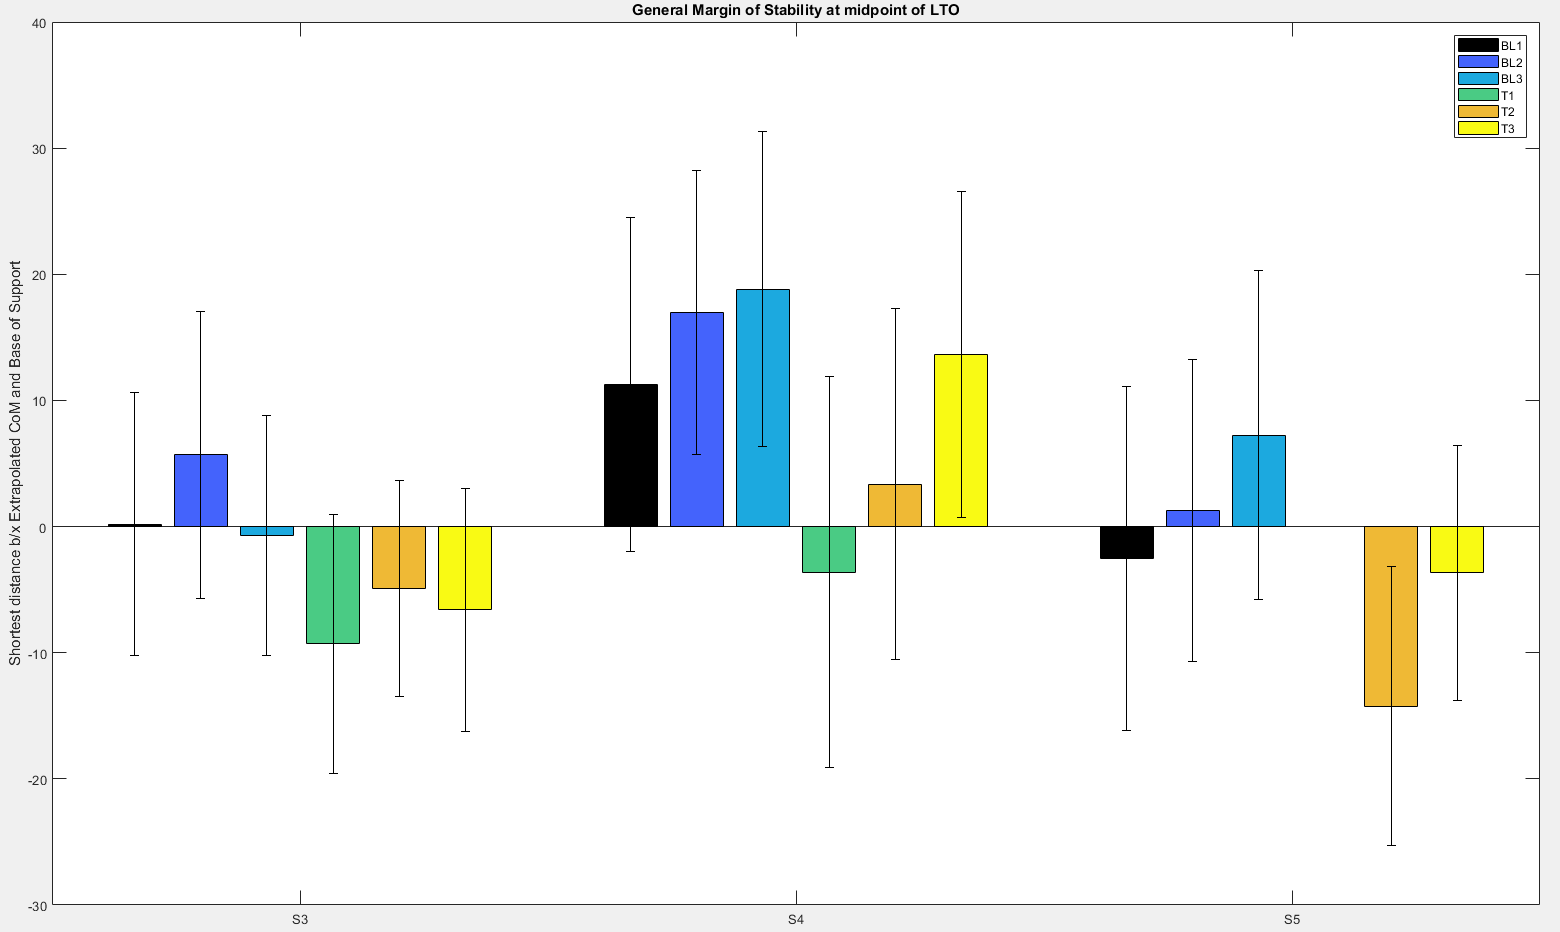 General Margin of Stability at midpoint of LTO
Shortest distance b/x Extrapolated CoM and Base of Support
40
30
20
10
0
-10
-20
-30
S3
S4
S5
BL1
BL2
BL3
T1
T2
T3